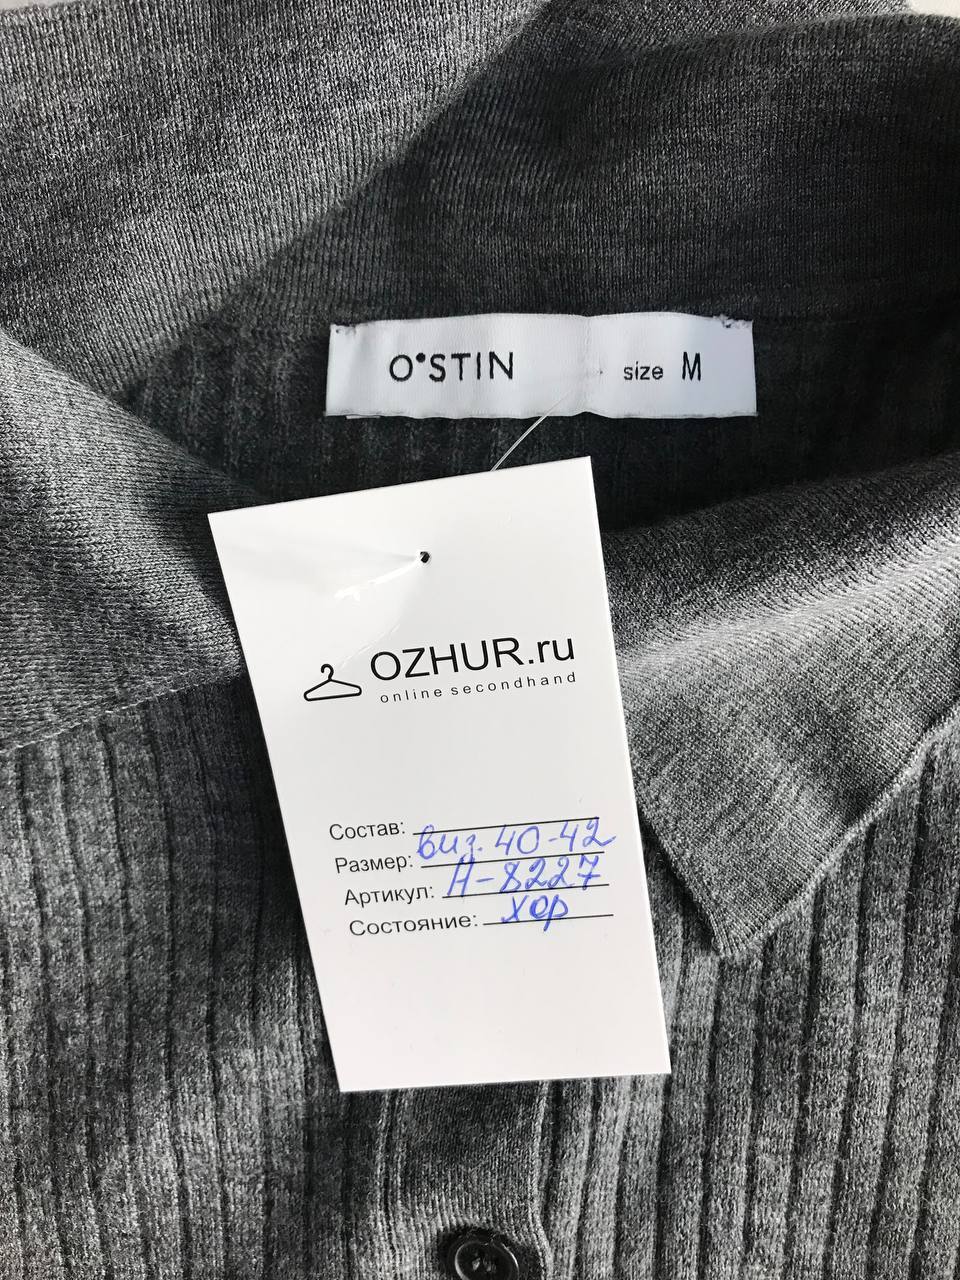 O'STIN size M
OZHUR.ru
online secondhand
Состав:
Размер: виз. 40-42
Артикул: Н-8227
Состояние: хор